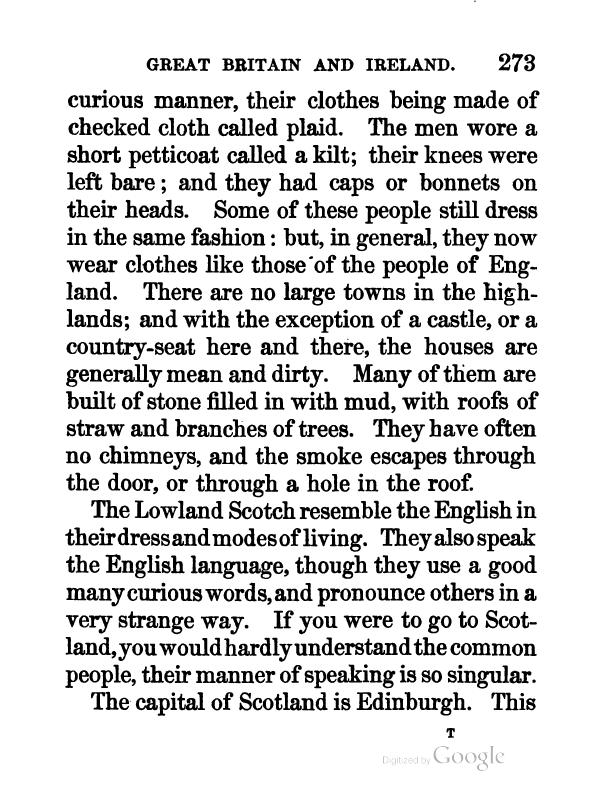 GREAT BRITAIN AND IRELAND. 273
curious manner, their clothes being made of
checked cloth called plaid. The men wore a
short petticoat called a kilt; their knees were
left bare; and they had caps or bonnets on
their heads. Some of these people still dress
in the same fashion: but, in general, they now
wear clothes like those of the people of Eng-
land. There are no large towns in the high-
lands; and with the exception of a castle, or a
country-seat here and there, the houses are
generally mean and dirty. Many of them are
built of stone filled in with mud, with roofs of
straw and branches of trees. They have often
no chimneys, and the smoke escapes through
the door, or through a hole in the roof.
The Lowland Scotch resemble the English in
their dress and modes of living. They also speak
the English language, though they use a good
many curious words, and pronounce others in a
very strange way. If you were to go to Scot-
land, you would hardly understand the common
people, their manner of speaking is so singular.
The capital of Scotland is Edinburgh. This
T
Digitized by Google